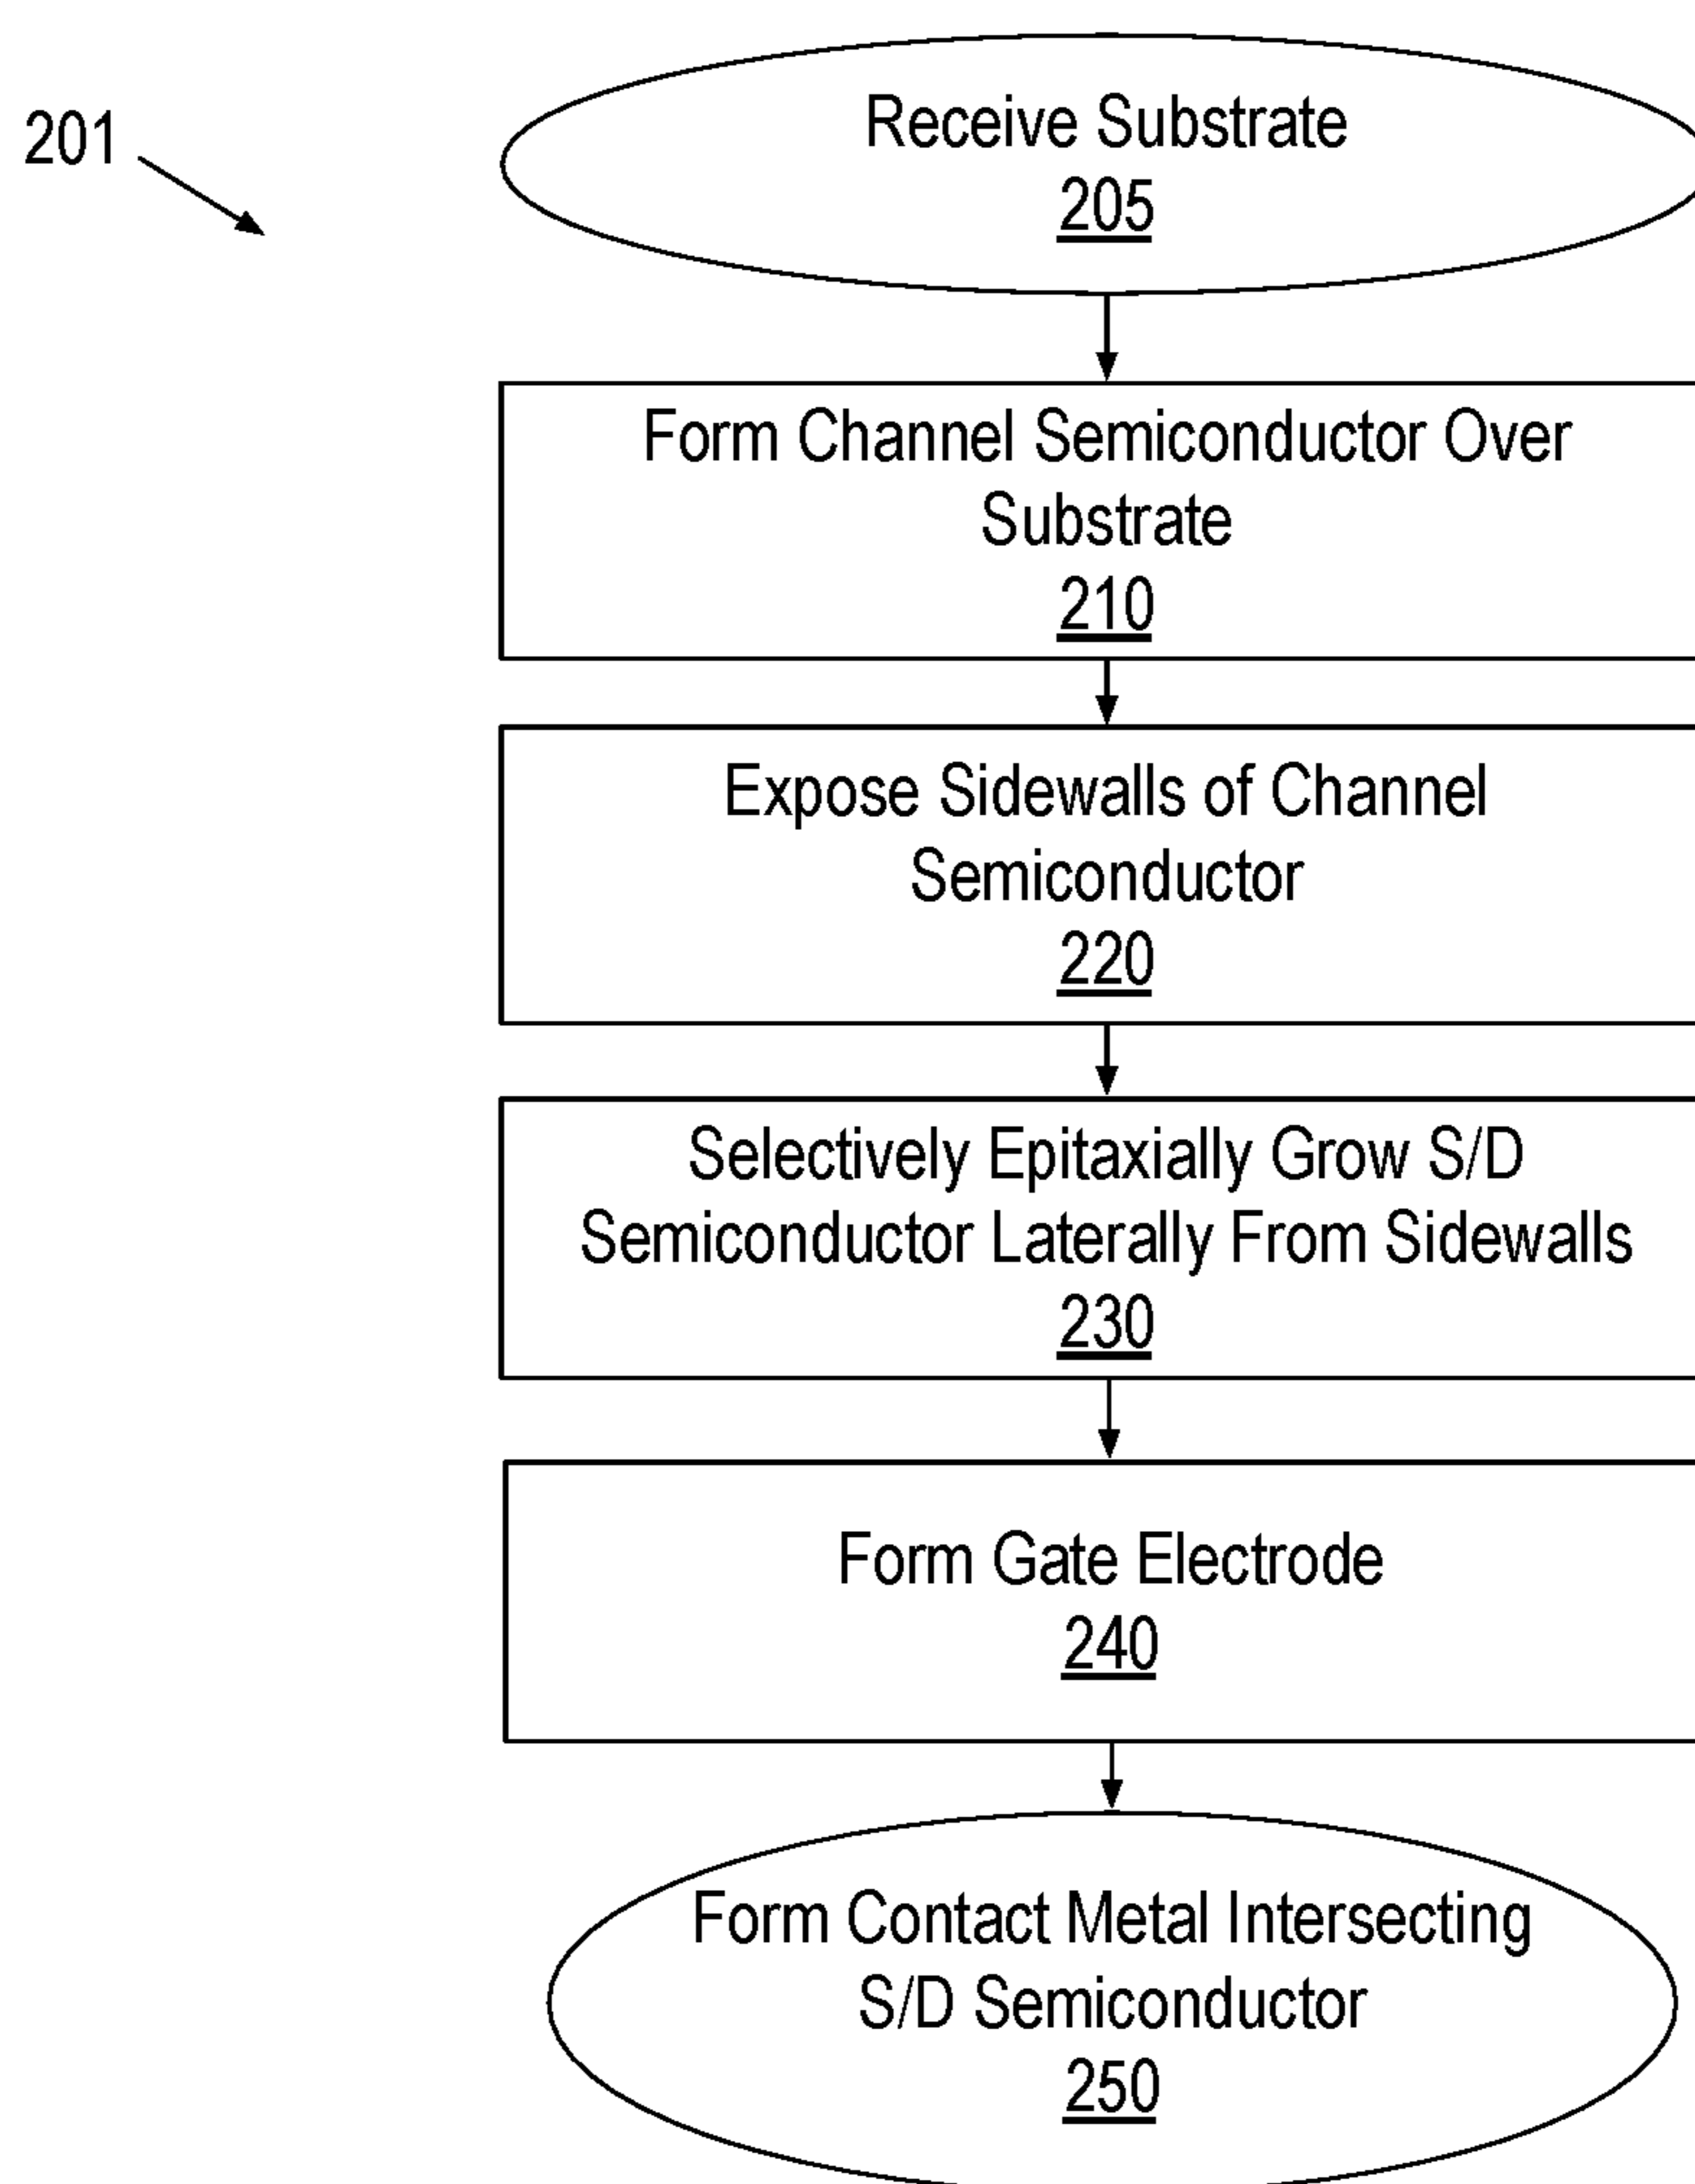 201
Receive Substrate
205
Form Channel Semiconductor Over
Substrate
210
Expose Sidewalls of Channel
Semiconductor
220
Selectively Epitaxially Grow S/D
Semiconductor Laterally From Sidewalls
230
Form Gate Electrode
240
Form Contact Metal Intersecting
S/D Semiconductor
250